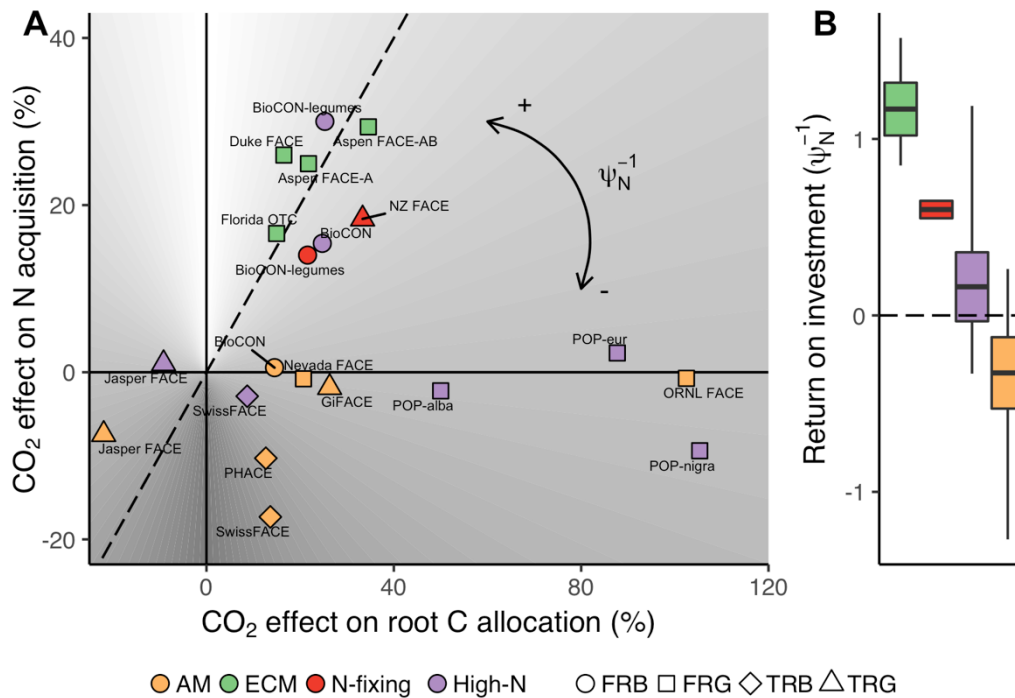 A
B
CO2 effect on N acquisition (%)
40
20
0
-20
BioCON-legumes
Duke FACE
Aspen FACE-AB
Aspen FACE-A
Florida OTC
NZ FACE
BioCON
BioCON-legumes
+
ψN^-1
-
BioCON
Nevada FACE
POP-eur
Jasper FACE
SwissFACE
GiFACE
POP-alba
ORNL FACE
Jasper FACE
PHACE
POP-nigra
SwissFACE
0
40
80
120
CO2 effect on root C allocation (%)
Return on investment (ψN^-1)
1
0
-1
AM ECM N-fixing High-N FRB FRG TRB TRG